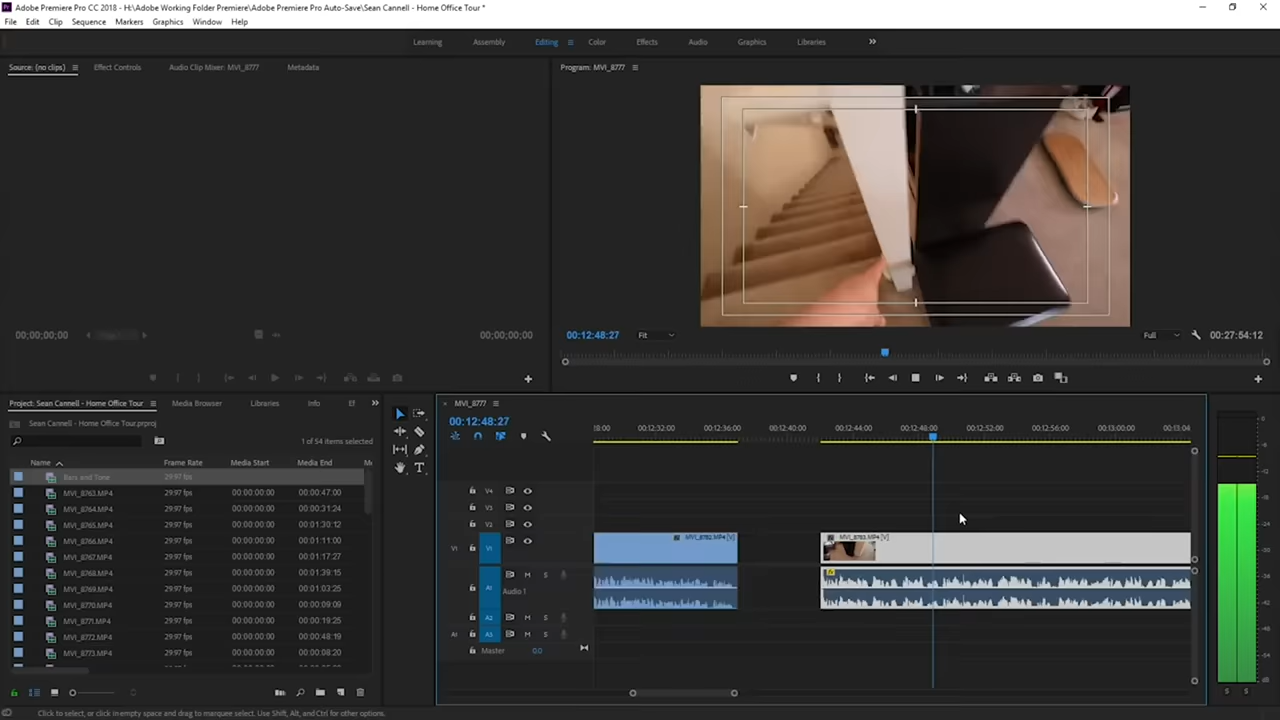 Adobe Premiere Pro CC 2018 - H:\Adobe Working Folder Premiere\Adobe Premiere Pro Auto-Save\Sean Cannell - Home Office Tour *
File Edit Clip Sequence Markers Graphics Window Help
Learning Assembly Editing Color Effects Audio Graphics Libraries
Source: (no clips) Effect Controls Audio Clip Mixer: MVI_8777 Metadata
Program: MVI_8777
00;00;00;00 00;00;00;00
00:12:48:27 Fit Full 00:27:54:12
Project: Sean Cannell - Home Office Tour Media Browser Libraries Info Ef
Sean Cannell - Home Office Tour.prproj
1 of 54 items selected
Name Frame Rate Media Start Media End
Bars and Tone 29.97 fps
MVI_8763.MP4 29.97 fps 00:00:00:00 00:00:47:00
MVI_8764.MP4 29.97 fps 00:00:00:00 00:00:31:24
MVI_8765.MP4 29.97 fps 00:00:00:00 00:01:30:12
MVI_8766.MP4 29.97 fps 00:00:00:00 00:01:11:00
MVI_8767.MP4 29.97 fps 00:00:00:00 00:01:17:27
MVI_8768.MP4 29.97 fps 00:00:00:00 00:01:39:15
MVI_8769.MP4 29.97 fps 00:00:00:00 00:01:03:25
MVI_8770.MP4 29.97 fps 00:00:00:00 00:00:09:09
MVI_8771.MP4 29.97 fps 00:00:00:00 00:00:19:25
MVI_8772.MP4 29.97 fps 00:00:00:00 00:00:48:19
MVI_8773.MP4 29.97 fps 00:00:00:00 00:00:08:20
MVI_8777
00:12:48:27
28:00 00:12:32:00 00:12:36:00 00:12:40:00 00:12:44:00 00:12:48:00 00:12:52:00 00:12:56:00 00:13:00:00 00:13:04
V4
V3
V2
V1 V1 MVI_8782.MP4 [V] MVI_8783.MP4 [V]
A1 M S
Audio 1
A2 M S
A1 A3 M S
Master 0.0
S S
Click to select, or click in empty space and drag to marquee select. Use Shift, Alt, and Ctrl for other options.